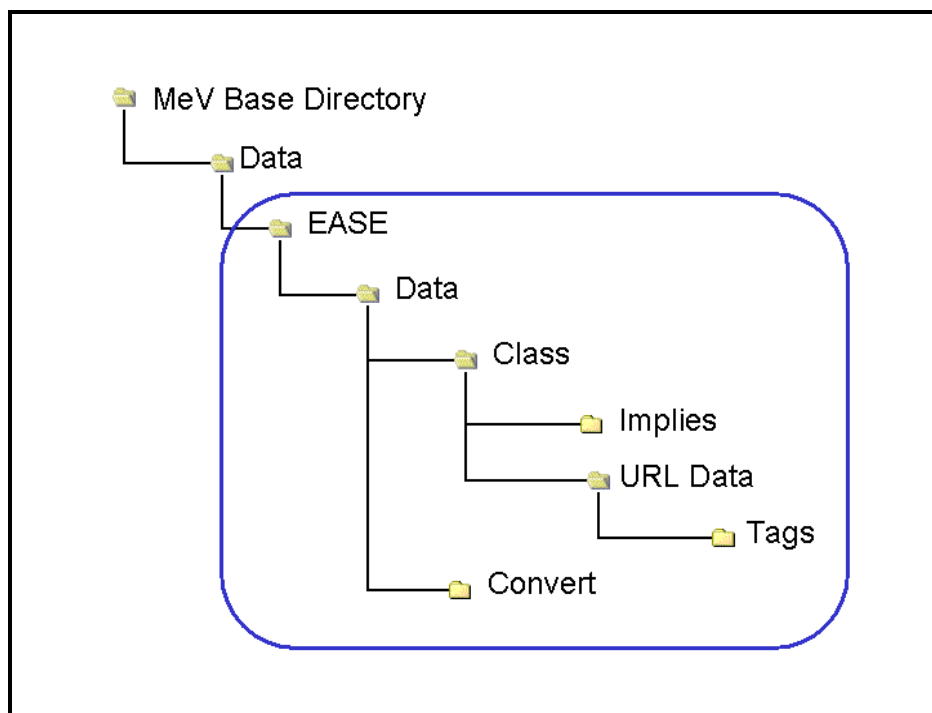 MeV Base Directory
Data
EASE
Data
Class
Implies
URL Data
Tags
Convert